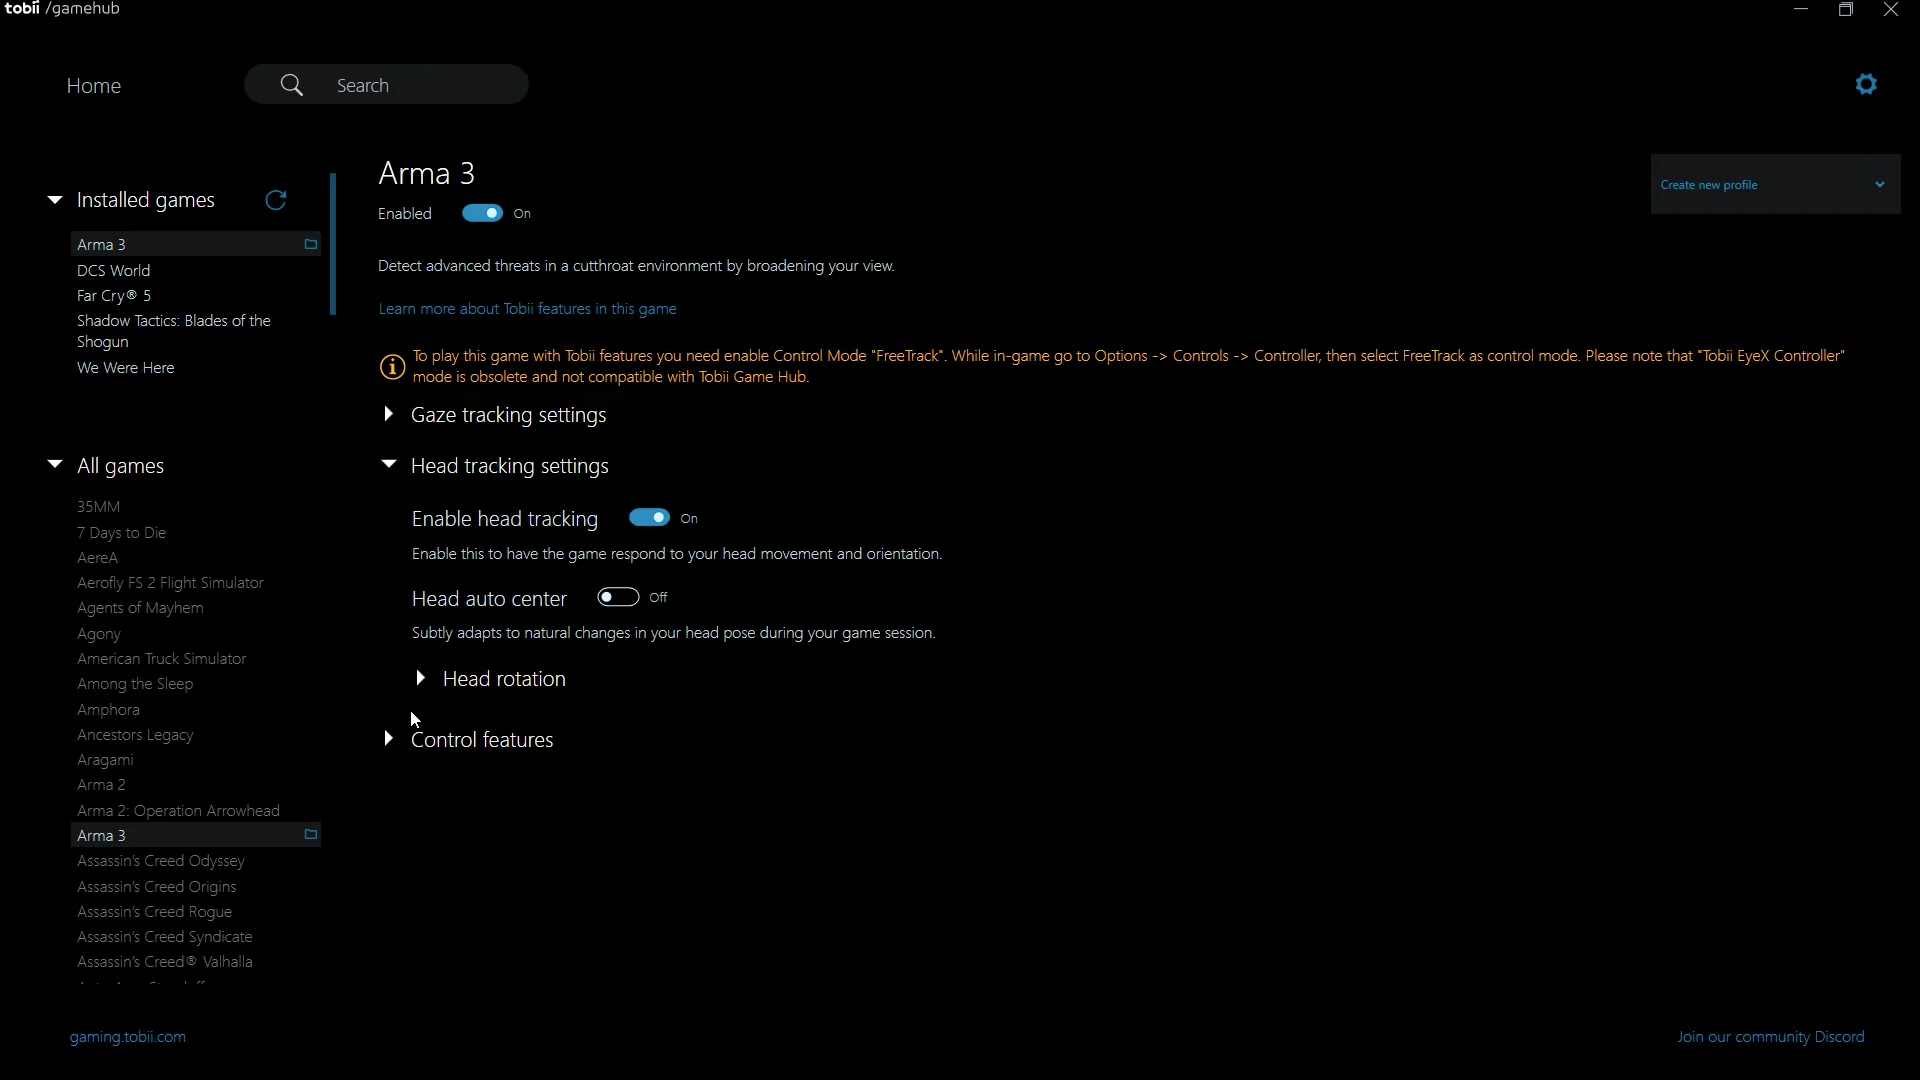 tobii /gamehub
Home
Search
Installed games
Arma 3
DCS World
Far Cry® 5
Shadow Tactics: Blades of the
Shogun
We Were Here
All games
35MM
7 Days to Die
AereA
Aerofly FS 2 Flight Simulator
Agents of Mayhem
Agony
American Truck Simulator
Among the Sleep
Amphora
Ancestors Legacy
Aragami
Arma 2
Arma 2: Operation Arrowhead
Arma 3
Assassin's Creed Odyssey
Assassin's Creed Origins
Assassin's Creed Rogue
Assassin's Creed Syndicate
Assassin's Creed® Valhalla
gaming.tobii.com
Arma 3
Enabled On
Create new profile
Detect advanced threats in a cutthroat environment by broadening your view.
Learn more about Tobii features in this game
To play this game with Tobii features you need enable Control Mode "FreeTrack". While in-game go to Options -> Controls -> Controller, then select FreeTrack as control mode. Please note that "Tobii EyeX Controller"
mode is obsolete and not compatible with Tobii Game Hub.
Gaze tracking settings
Head tracking settings
Enable head tracking On
Enable this to have the game respond to your head movement and orientation.
Head auto center Off
Subtly adapts to natural changes in your head pose during your game session.
Head rotation
Control features
Join our community Discord